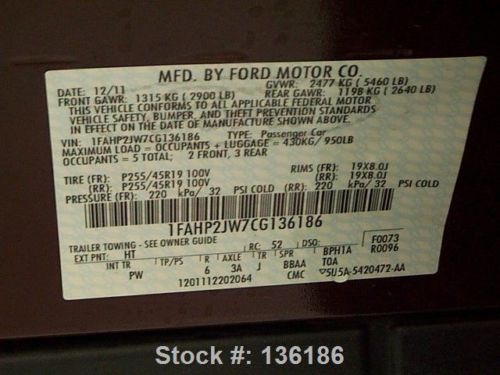 MFD. BY FORD MOTOR CO.
DATE: 12/11 GVWR: 2477 KG ( 5460 LB)
FRONT GAWR: 1315 KG ( 2900 LB) REAR GAWR: 1198 KG ( 2640 LB)
THIS VEHICLE CONFORMS TO ALL APPLICABLE FEDERAL MOTOR
VEHICLE SAFETY, BUMPER, AND THEFT PREVENTION STANDARDS
IN EFFECT ON THE DATE OF MANUFACTURE SHOWN ABOVE.
VIN: 1FAHP2JW7CG136186 TYPE: Passenger Car
MAXIMUM LOAD = OCCUPANTS + LUGGAGE = 430KG/ 950LB
OCCUPANTS = 5 TOTAL; 2 FRONT, 3 REAR
TIRE (FR): P255/45R19 100V RIMS (FR): 19X8.0J
(RR): P255/45R19 100V (RR): 19X8.0J
PRESSURE (FR): 220 kPa/ 32 PSI COLD (RR): 220 kPa/ 32 PSI COLD
1FAHP2JW7CG136186
TRAILER TOWING - SEE OWNER GUIDE F0073
EXT PNT: HT RC: 52 DSO: R0096
INT TR TP/PS R AXLE TR SPR BPH1A
PW 6 3A J BBAA TOA
1201112202064 CMC 5U5A-5420472-AA
Stock #: 136186